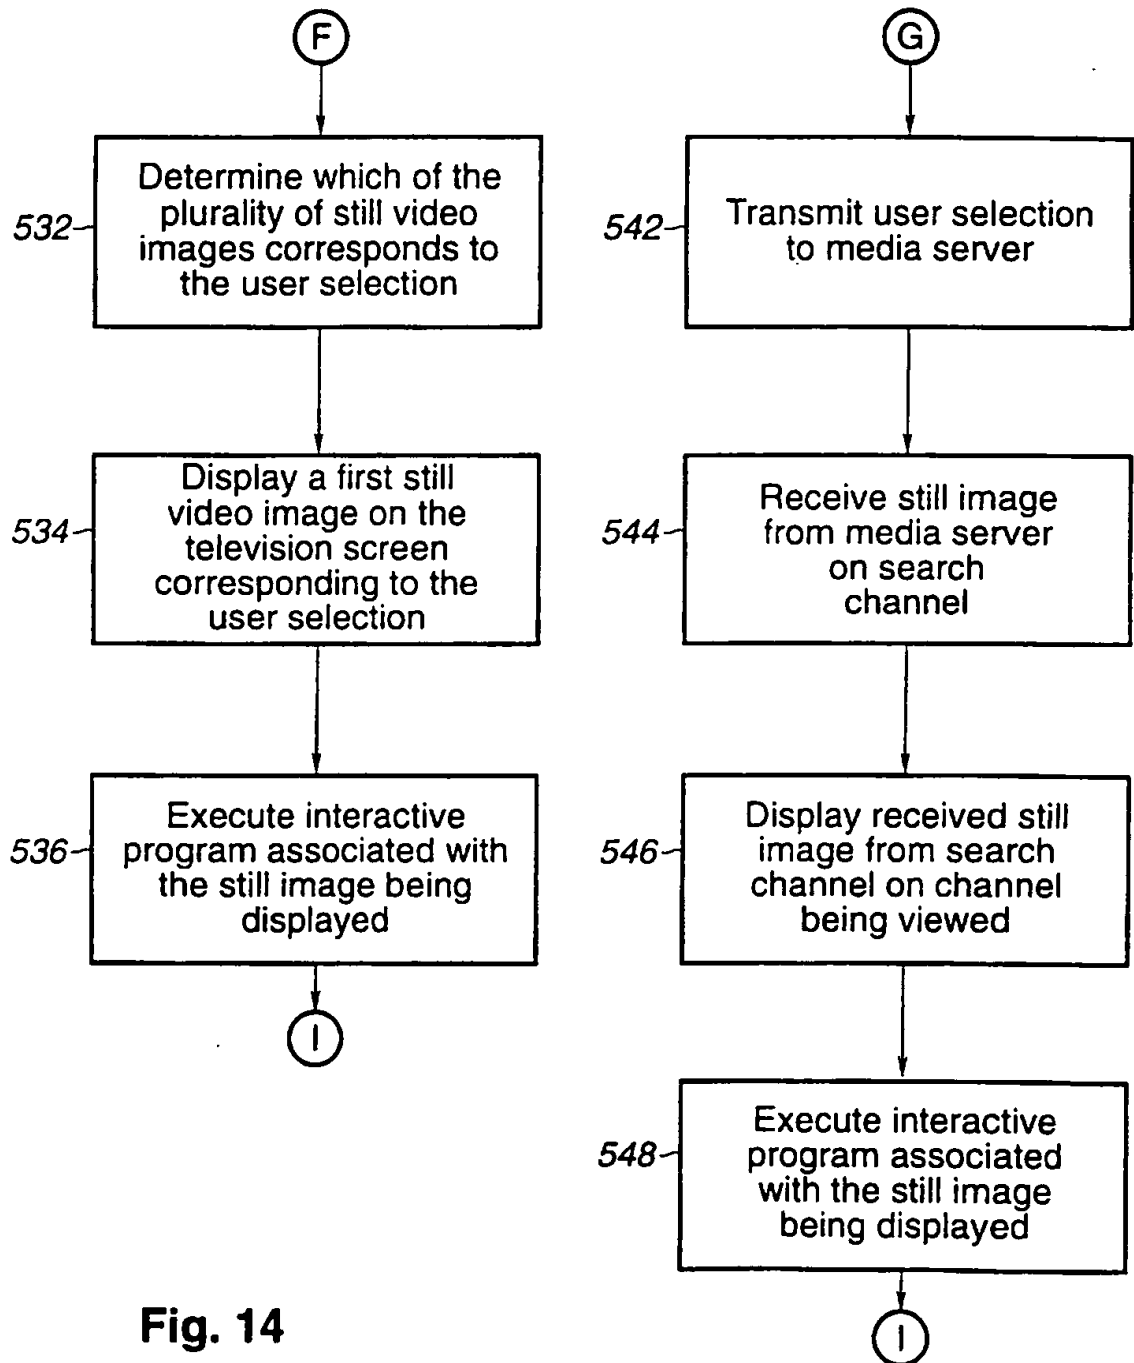 F
532
Determine which of the
plurality of still video
images corresponds to
the user selection
534
Display a first still
video image on the
television screen
corresponding to the
user selection
536
Execute interactive
program associated with
the still image being
displayed
I
G
542
Transmit user selection
to media server
544
Receive still image
from media server
on search
channel
546
Display received still
image from search
channel on channel
being viewed
548
Execute interactive
program associated
with the still image
being displayed
I
Fig. 14